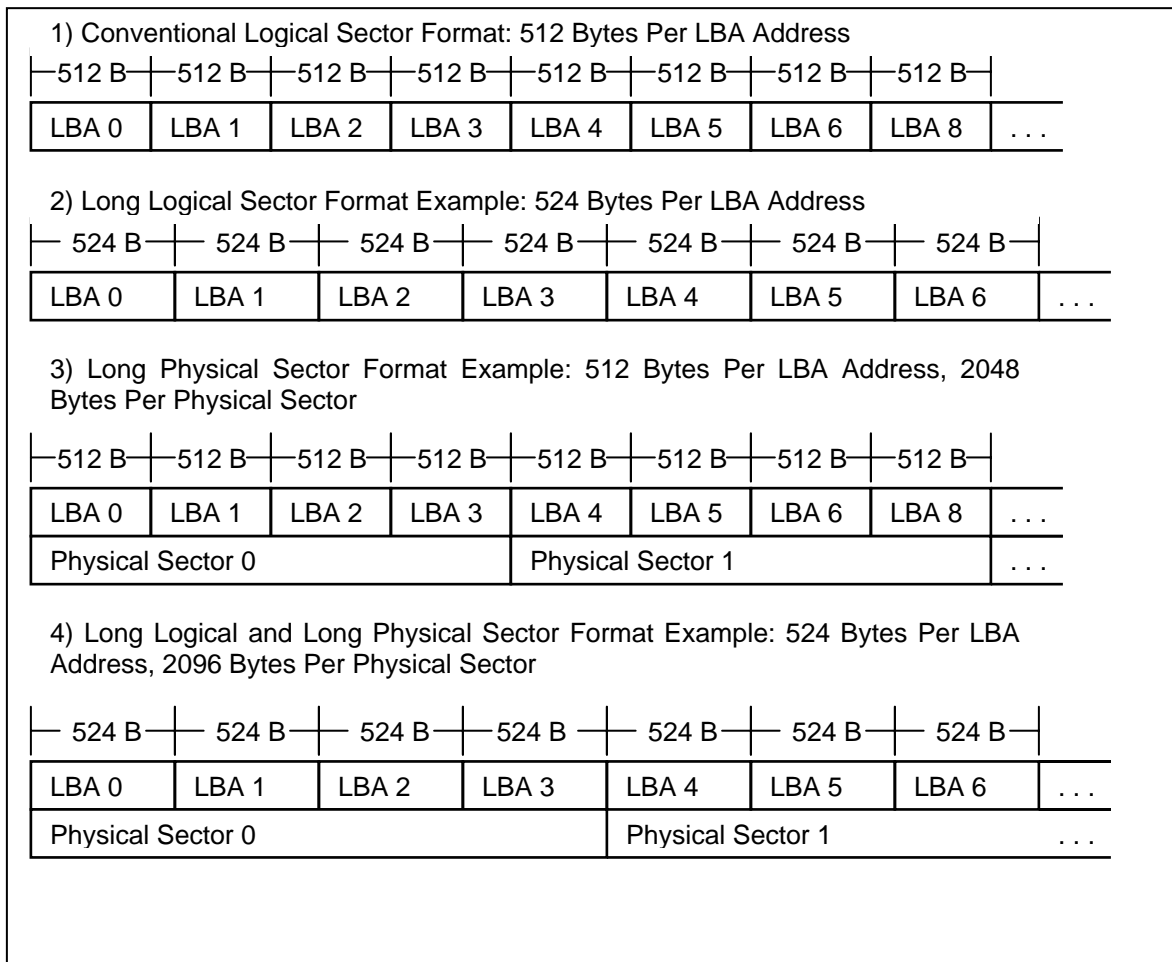 1) Conventional Logical Sector Format: 512 Bytes Per LBA Address
512 B 512 B 512 B 512 B 512 B 512 B 512 B 512 B
LBA 0 LBA 1 LBA 2 LBA 3 LBA 4 LBA 5 LBA 6 LBA 8 . . .
2) Long Logical Sector Format Example: 524 Bytes Per LBA Address
524 B 524 B 524 B 524 B 524 B 524 B 524 B
LBA 0 LBA 1 LBA 2 LBA 3 LBA 4 LBA 5 LBA 6 . . .
3) Long Physical Sector Format Example: 512 Bytes Per LBA Address, 2048
Bytes Per Physical Sector
512 B 512 B 512 B 512 B 512 B 512 B 512 B 512 B
LBA 0 LBA 1 LBA 2 LBA 3 LBA 4 LBA 5 LBA 6 LBA 8 . . .
Physical Sector 0 Physical Sector 1 . . .
4) Long Logical and Long Physical Sector Format Example: 524 Bytes Per LBA
Address, 2096 Bytes Per Physical Sector
524 B 524 B 524 B 524 B 524 B 524 B 524 B
LBA 0 LBA 1 LBA 2 LBA 3 LBA 4 LBA 5 LBA 6 . . .
Physical Sector 0 Physical Sector 1 . . .